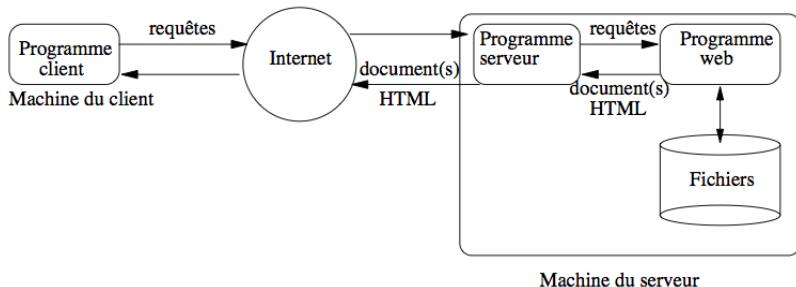 Programme
client
Machine du client
requêtes
Internet
document(s)
HTML
Programme
serveur
requêtes
document(s)
HTML
Programme
web
Fichiers
Machine du serveur